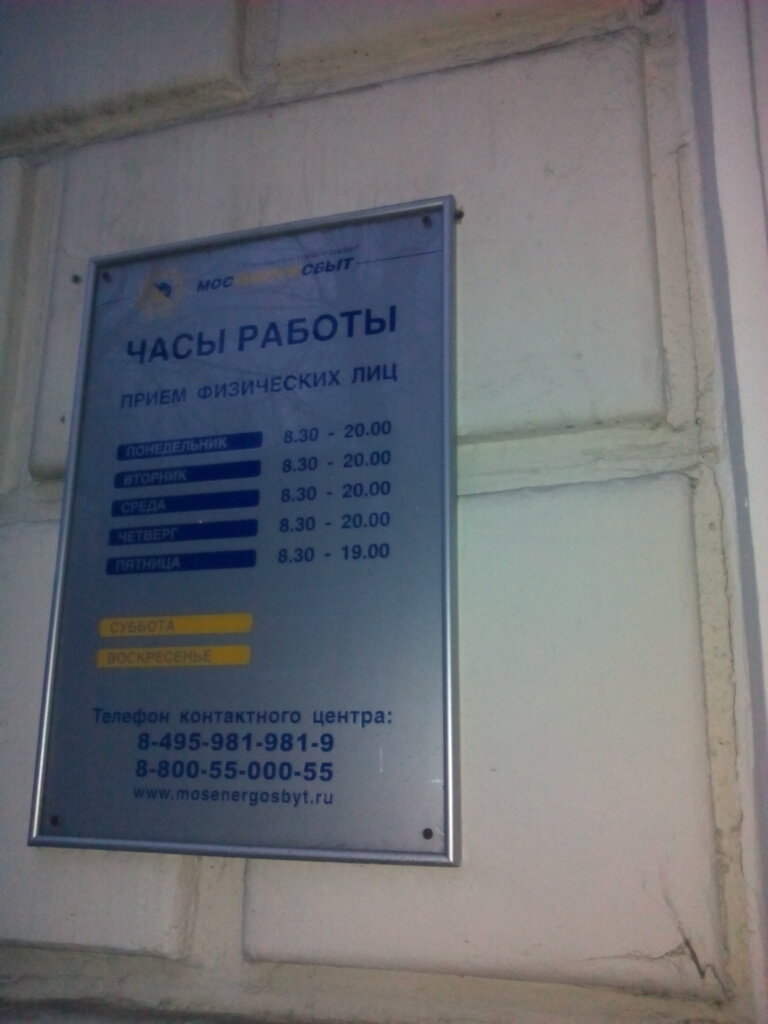 МОСЭНЕРГОСБЫТ
ЧАСЫ РАБОТЫ
ПРИЕМ ФИЗИЧЕСКИХ ЛИЦ
ПОНЕДЕЛЬНИК 8.30 - 20.00
ВТОРНИК 8.30 - 20.00
СРЕДА 8.30 - 20.00
ЧЕТВЕРГ 8.30 - 20.00
ПЯТНИЦА 8.30 - 19.00
СУББОТА
ВОСКРЕСЕНЬЕ
Телефон контактного центра:
8-495-981-981-9
8-800-55-000-55
www.mosenergosbyt.ru